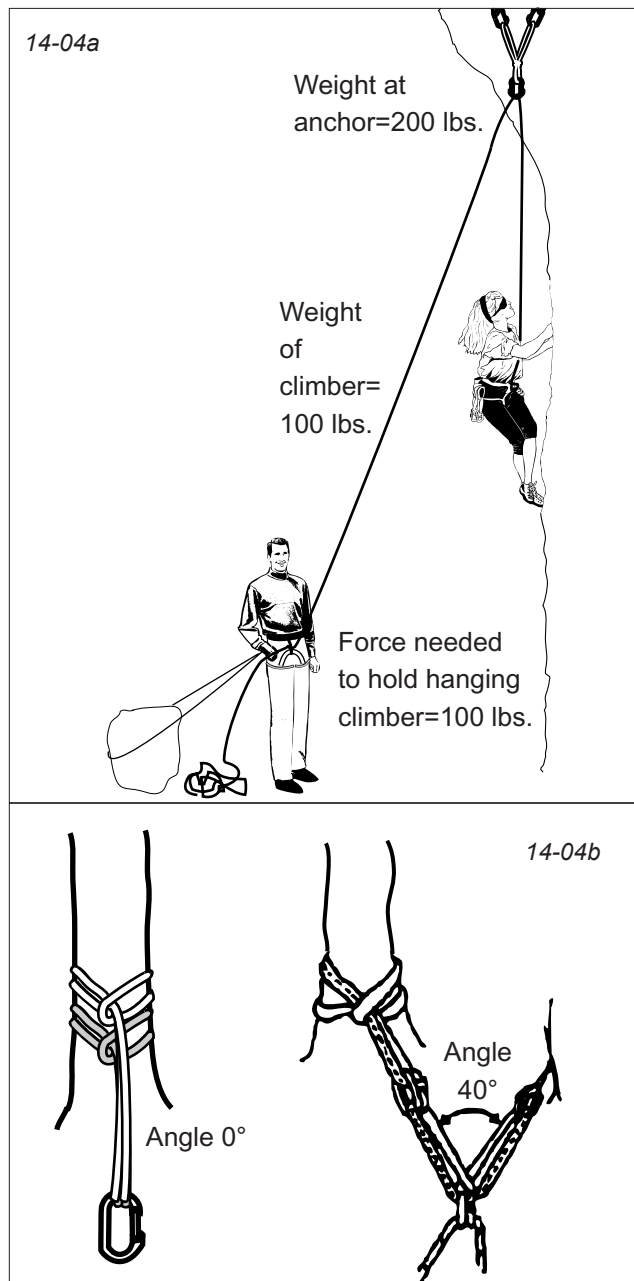 14-04a
Weight at
anchor=200 lbs.
Weight
of
climber=
100 lbs.
Force needed
to hold hanging
climber=100 lbs.
14-04b
Angle
40°
Angle 0°